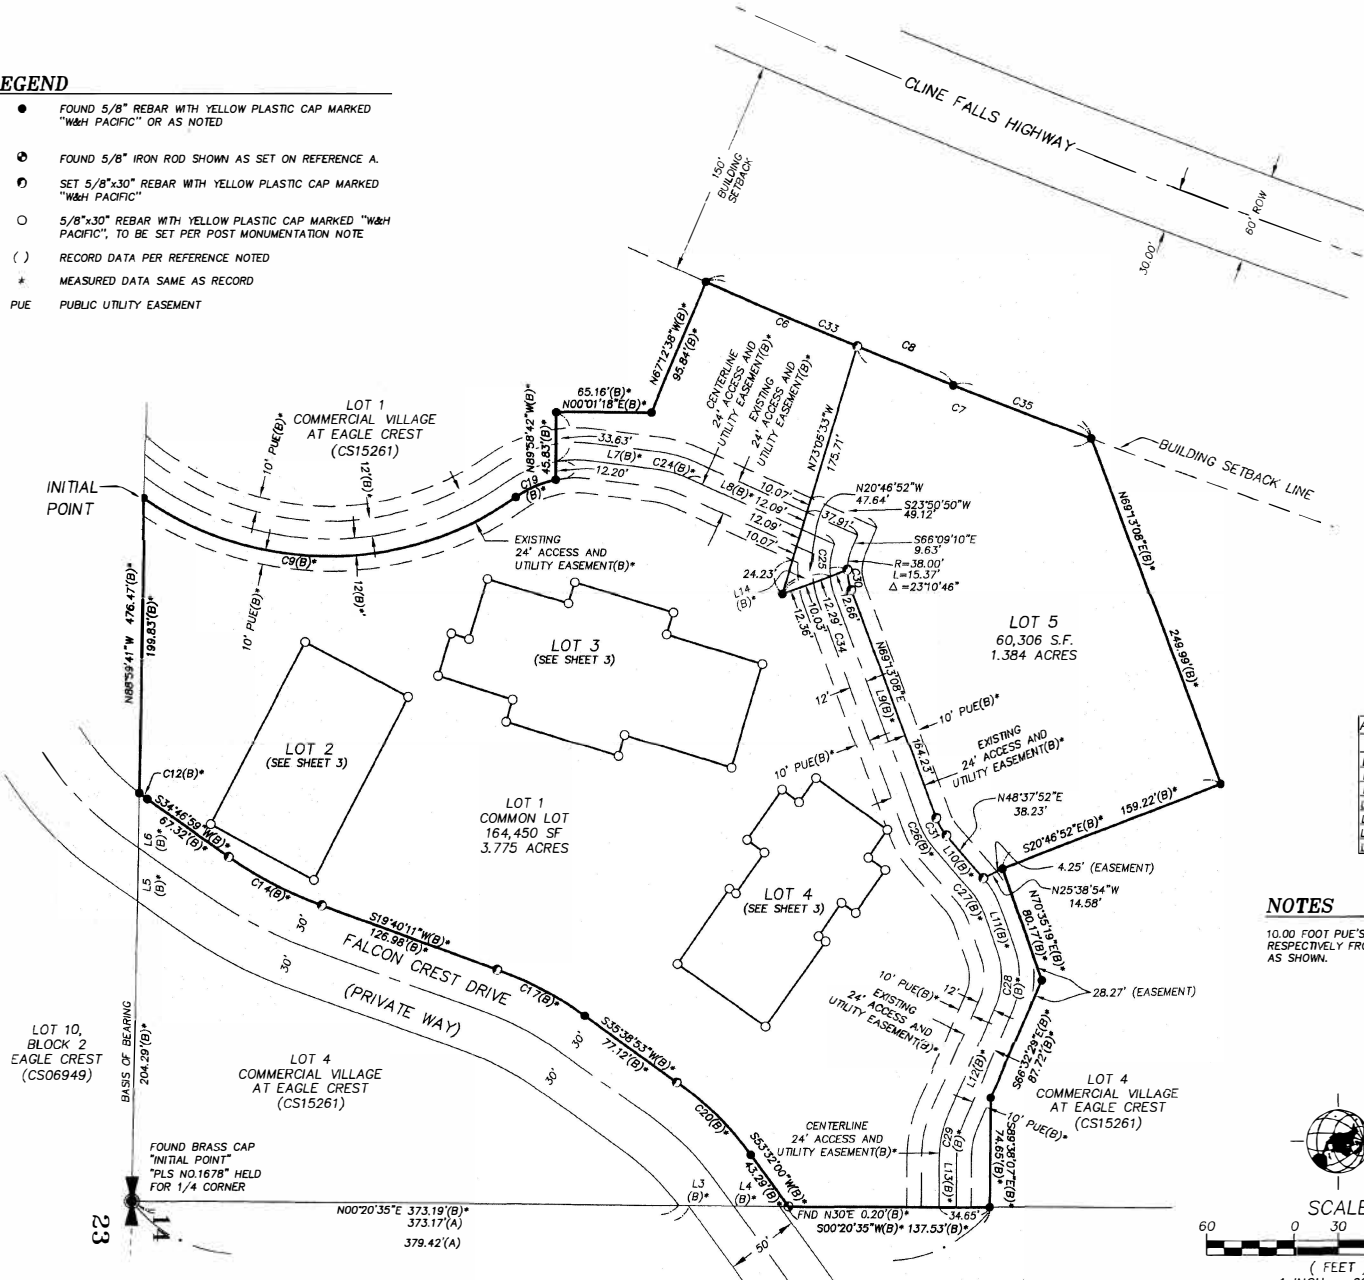 EGEND
FOUND 5/8" REBAR WITH YELLOW PLASTIC CAP MARKED
"W&H PACIFIC" OR AS NOTED
FOUND 5/8" IRON ROD SHOWN AS SET ON REFERENCE A.
SET 5/8"x30" REBAR WITH YELLOW PLASTIC CAP MARKED
"W&H PACIFIC"
5/8"x30" REBAR WITH YELLOW PLASTIC CAP MARKED "W&H
PACIFIC", TO BE SET PER POST MONUMENTATION NOTE
( ) RECORD DATA PER REFERENCE NOTED
* MEASURED DATA SAME AS RECORD
PUE PUBLIC UTILITY EASEMENT
CLINE FALLS HIGHWAY
150'
BUILDING
SETBACK
60' ROW
30.00'
C6
C33
C8
C7
C35
BUILDING SETBACK LINE
N67°12'38"W(B)*
95.84'(B)*
65.16'(B)*
N00°01'18"E(B)*
N89°58'42"W(B)*
45.83'(B)*
CENTERLINE
24' ACCESS AND
UTILITY EASEMENT(B)*
EXISTING
24' ACCESS AND
UTILITY EASEMENT(B)*
N73°05'33"W
175.71'
LOT 1
COMMERCIAL VILLAGE
AT EAGLE CREST
(CS15261)
10' PUE(B)*
12'(B)*
33.63'
L7(B)*
C24(B)*
12.20'
L8(B)*
10.07'
12.09'
12.09'
10.07'
C19
(B)*
INITIAL
POINT
C9(B)*
EXISTING
24' ACCESS AND
UTILITY EASEMENT(B)*
10' PUE(B)*
12(B)*'
N20°46'52"W
47.64'
S23°50'50"W
49.12'
37.91'
S66°09'10"E
9.63'
R=38.00'
L=15.37'
Δ =23°10'46"
C25
C30
24.23'
L14
(B)*
12.36'
10.03'
12.29'
C34
2.66'
N88°59'41"W 476.47'(B)*
199.83'(B)*
LOT 3
(SEE SHEET 3)
LOT 5
60,306 S.F.
1.384 ACRES
N69°13'08"E(B)*
249.99'(B)*
N69°13'08"E
164.23'
L9(B)*
12'
10' PUE(B)*
10' PUE(B)*
EXISTING
24' ACCESS AND
UTILITY EASEMENT(B)*
LOT 2
(SEE SHEET 3)
C12(B)*
S34°46'59"W(B)*
67.32'(B)*
L6
(B)*
L5
(B)*
LOT 1
COMMON LOT
164,450 SF
3.775 ACRES
N48°37'52"E
38.23'
159.22'(B)*
S20°46'52"E(B)*
C31
C26(B)*
L10(B)*
C27(B)*
4.25' (EASEMENT)
N25°38'54"W
14.58'
L11(B)*
N70°35'19"E(B)*
80.17'(B)*
LOT 4
(SEE SHEET 3)
C14(B)*
S19°40'11"W(B)*
126.98'(B)*
30'
30'
FALCON CREST DRIVE
(PRIVATE WAY)
C17(B)*
S35°38'53"W(B)*
77.12'(B)*
30'
30'
C20(B)*
S53°32'00"W(B)*
43.29'(B)*
10' PUE(B)*
EXISTING
24' ACCESS AND
UTILITY EASEMENT(B)*
12'
C28
(B)*
28.27' (EASEMENT)
S66°32'29"E(B)*
87.72'(B)*
L12(B)*
LOT 4
COMMERCIAL VILLAGE
AT EAGLE CREST
(CS15261)
10' PUE(B)*
S89°38'07"E(B)*
74.65'(B)*
C29
(B)*
L13(B)*
CENTERLINE
24' ACCESS AND
UTILITY EASEMENT(B)*
NOTES
10.00 FOOT PUE'S
RESPECTIVELY FRO
AS SHOWN.
LOT 10,
BLOCK 2
EAGLE CREST
(CS06949)
BASIS OF BEARING
204.29'(B)*
LOT 4
COMMERCIAL VILLAGE
AT EAGLE CREST
(CS15261)
FOUND BRASS CAP
"INITIAL POINT"
"PLS NO.1678" HELD
FOR 1/4 CORNER
N00°20'35"E 373.19'(B)*
373.17'(A)
379.42'(A)
L3
(B)*
L4
(B)*
FND N30°E 0.20'(B)*
34.65'
S00°20'35"W(B)* 137.53'(B)*
50'
23
14
SCALE
60 0 30
( FEET